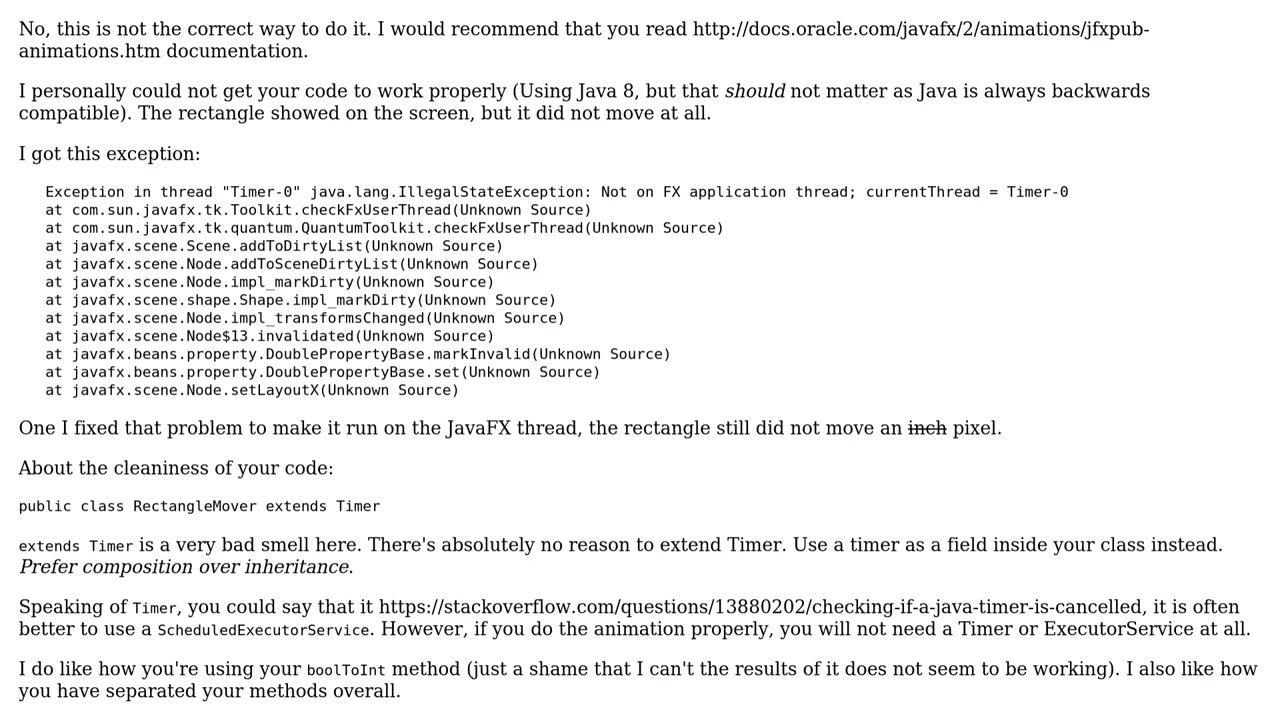 No, this is not the correct way to do it. I would recommend that you read http://docs.oracle.com/javafx/2/animations/jfxpub-
animations.htm documentation.
I personally could not get your code to work properly (Using Java 8, but that should not matter as Java is always backwards
compatible). The rectangle showed on the screen, but it did not move at all.
I got this exception:
Exception in thread "Timer-0" java.lang.IllegalStateException: Not on FX application thread; currentThread = Timer-0
at com.sun.javafx.tk.Toolkit.checkFxUserThread(Unknown Source)
at com.sun.javafx.tk.quantum.QuantumToolkit.checkFxUserThread(Unknown Source)
at javafx.scene.Scene.addToDirtyList(Unknown Source)
at javafx.scene.Node.addToSceneDirtyList(Unknown Source)
at javafx.scene.Node.impl_markDirty(Unknown Source)
at javafx.scene.shape.Shape.impl_markDirty(Unknown Source)
at javafx.scene.Node.impl_transformsChanged(Unknown Source)
at javafx.scene.Node$13.invalidated(Unknown Source)
at javafx.beans.property.DoublePropertyBase.markInvalid(Unknown Source)
at javafx.beans.property.DoublePropertyBase.set(Unknown Source)
at javafx.scene.Node.setLayoutX(Unknown Source)
One I fixed that problem to make it run on the JavaFX thread, the rectangle still did not move an inch pixel.
About the cleaniness of your code:
public class RectangleMover extends Timer
extends Timer is a very bad smell here. There's absolutely no reason to extend Timer. Use a timer as a field inside your class instead.
Prefer composition over inheritance.
Speaking of Timer, you could say that it https://stackoverflow.com/questions/13880202/checking-if-a-java-timer-is-cancelled, it is often
better to use a ScheduledExecutorService. However, if you do the animation properly, you will not need a Timer or ExecutorService at all.
I do like how you're using your boolToInt method (just a shame that I can't the results of it does not seem to be working). I also like how
you have separated your methods overall.